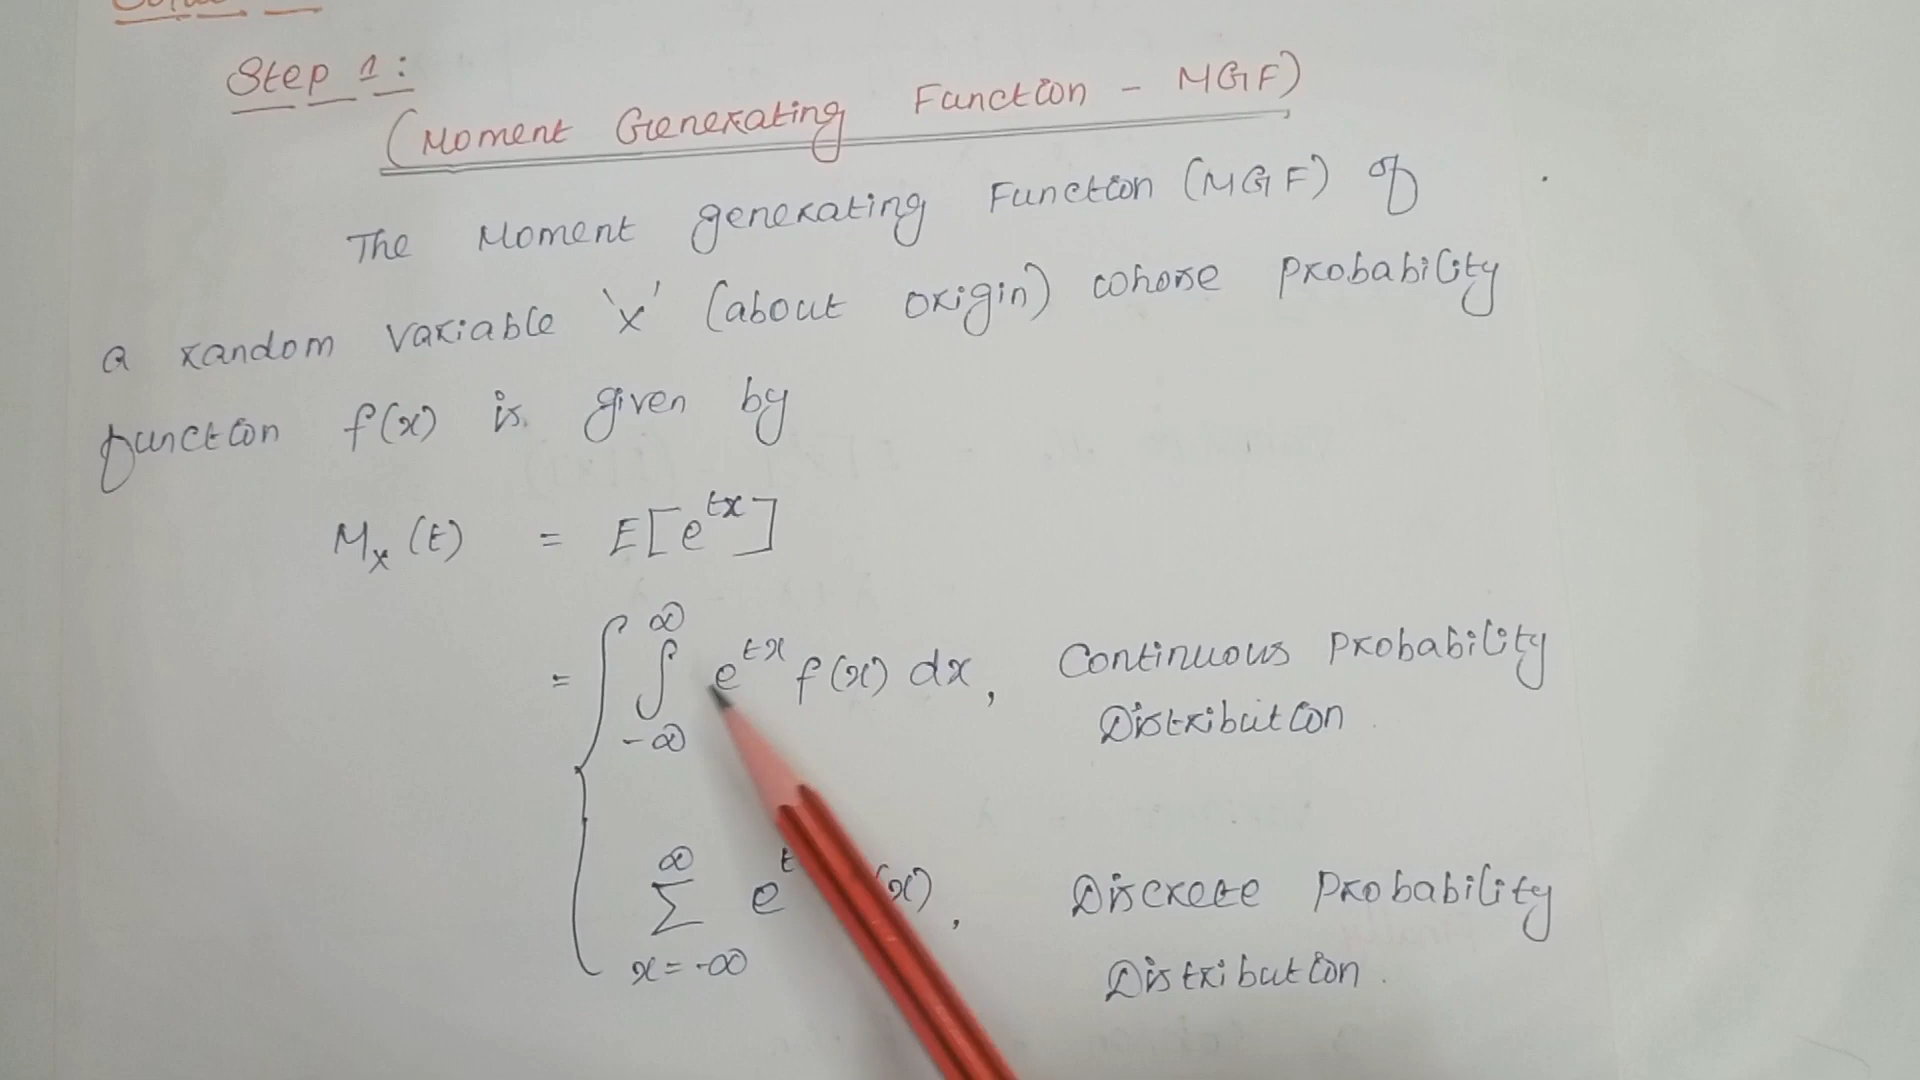 Step 1:
(Moment Generating Function - MGF)
The Moment generating Function (MGF) of
a random variable 'x' (about origin) whose probability
function f(x) is given by
Mx(t) = E[e^tx]
= { ∫_-∞^∞ e^tx f(x) dx, Continuous Probability
Distribution
∑_x=-∞^∞ e^t (x), Discrete Probability
Distribution.